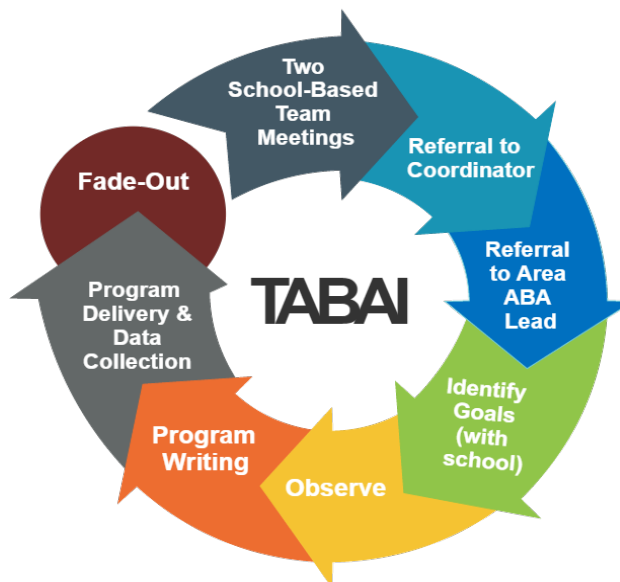 Two
School-Based
Team
Meetings
Referral to
Coordinator
Referral
to Area
ABA
Lead
Identify
Goals
(with
school)
Observe
Program
Writing
Program
Delivery &
Data
Collection
Fade-Out
TABAI